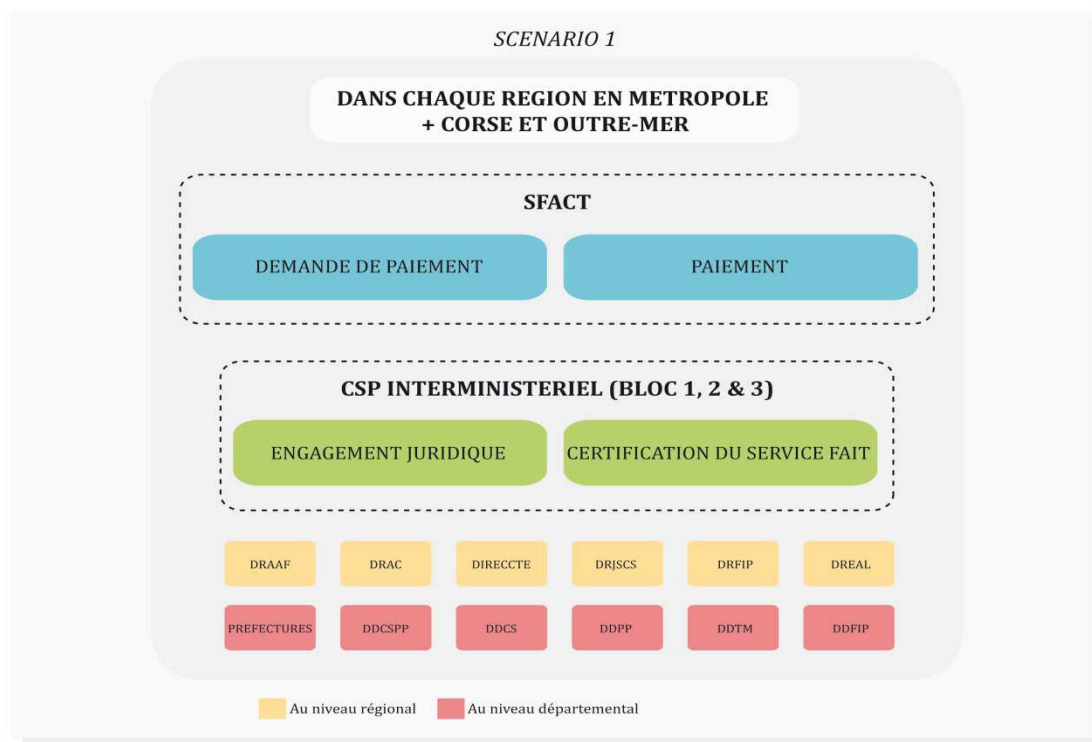 SCENARIO 1
DANS CHAQUE REGION EN METROPOLE
+ CORSE ET OUTRE-MER
SFACT
DEMANDE DE PAIEMENT
PAIEMENT
CSP INTERMINISTERIEL (BLOC 1, 2 & 3)
ENGAGEMENT JURIDIQUE
CERTIFICATION DU SERVICE FAIT
DRAAF
DRAC
DIRECCTE
DRJSCS
DRFIP
DREAL
PREFECTURES
DDCSPP
DDCS
DDPP
DDTM
DDFIP
Au niveau régional
Au niveau départemental